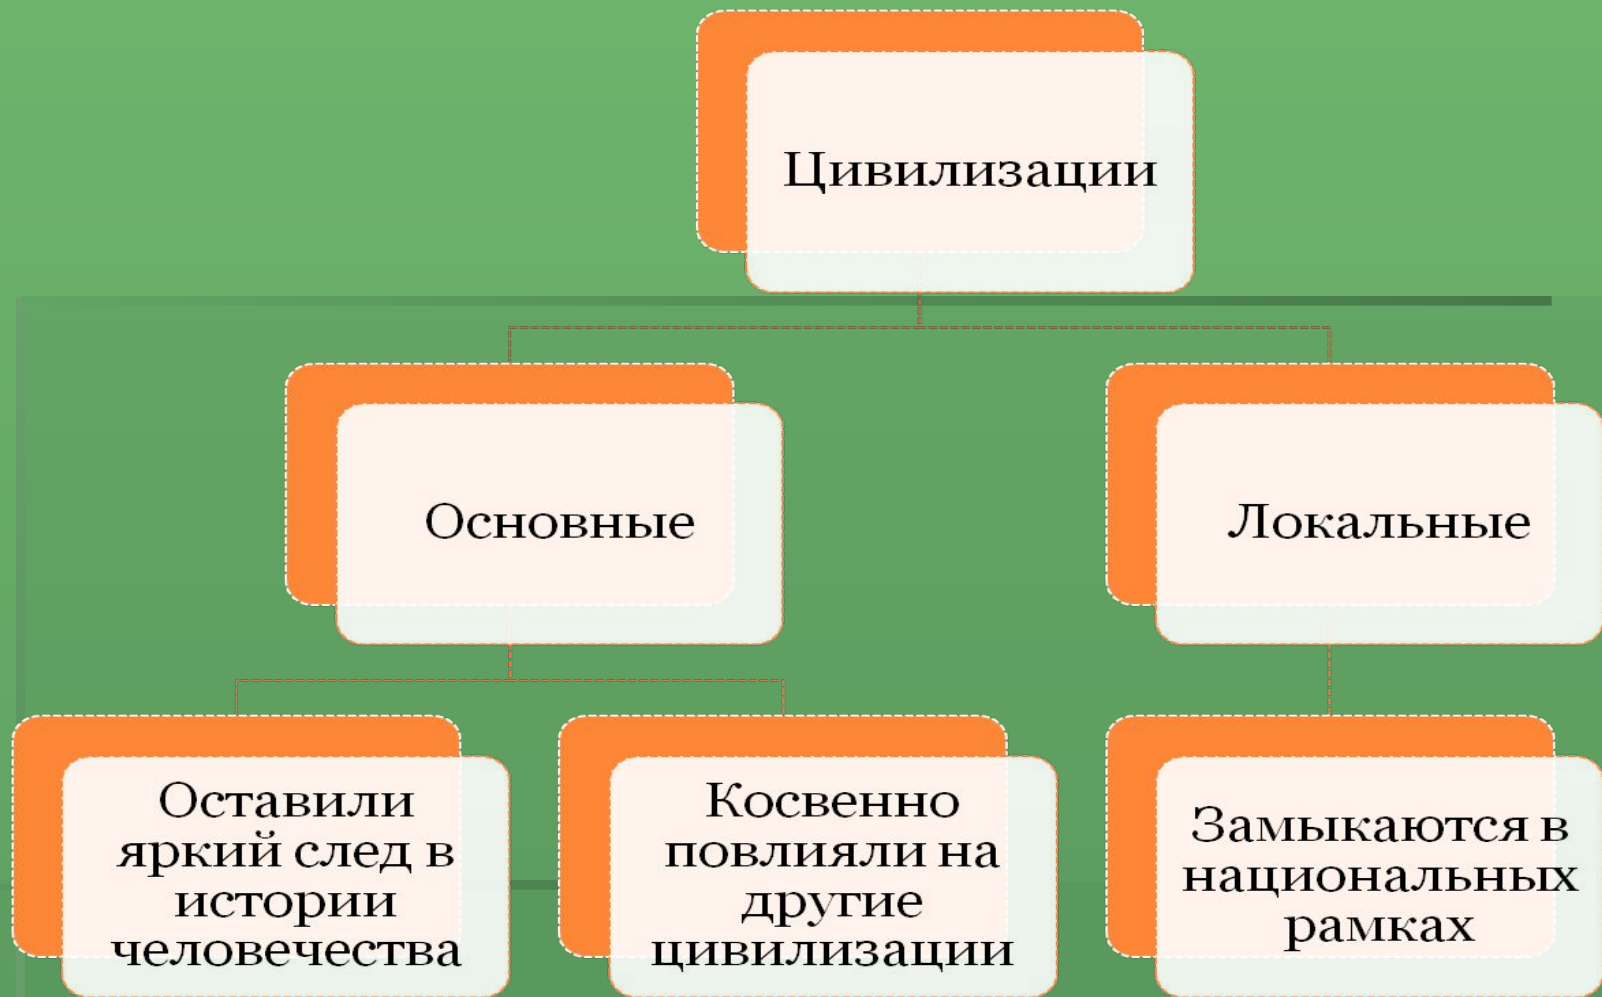 Цивилизации
Основные
Локальные
Оставили
яркий след в
истории
человечества
Косвенно
повлияли на
другие
цивилизации
Замыкаются в
национальных
рамках